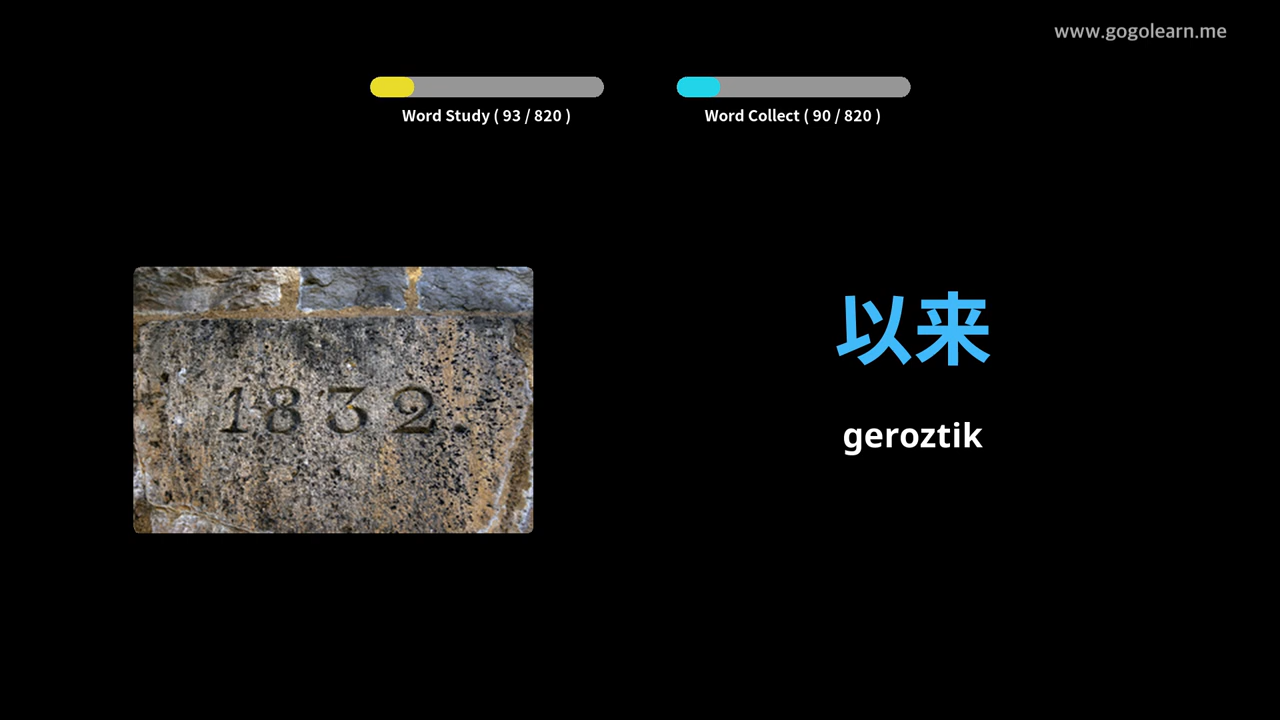 www.gogolearn.me
Word Study ( 93 / 820 )
Word Collect ( 90 / 820 )
1832.
以来
geroztik